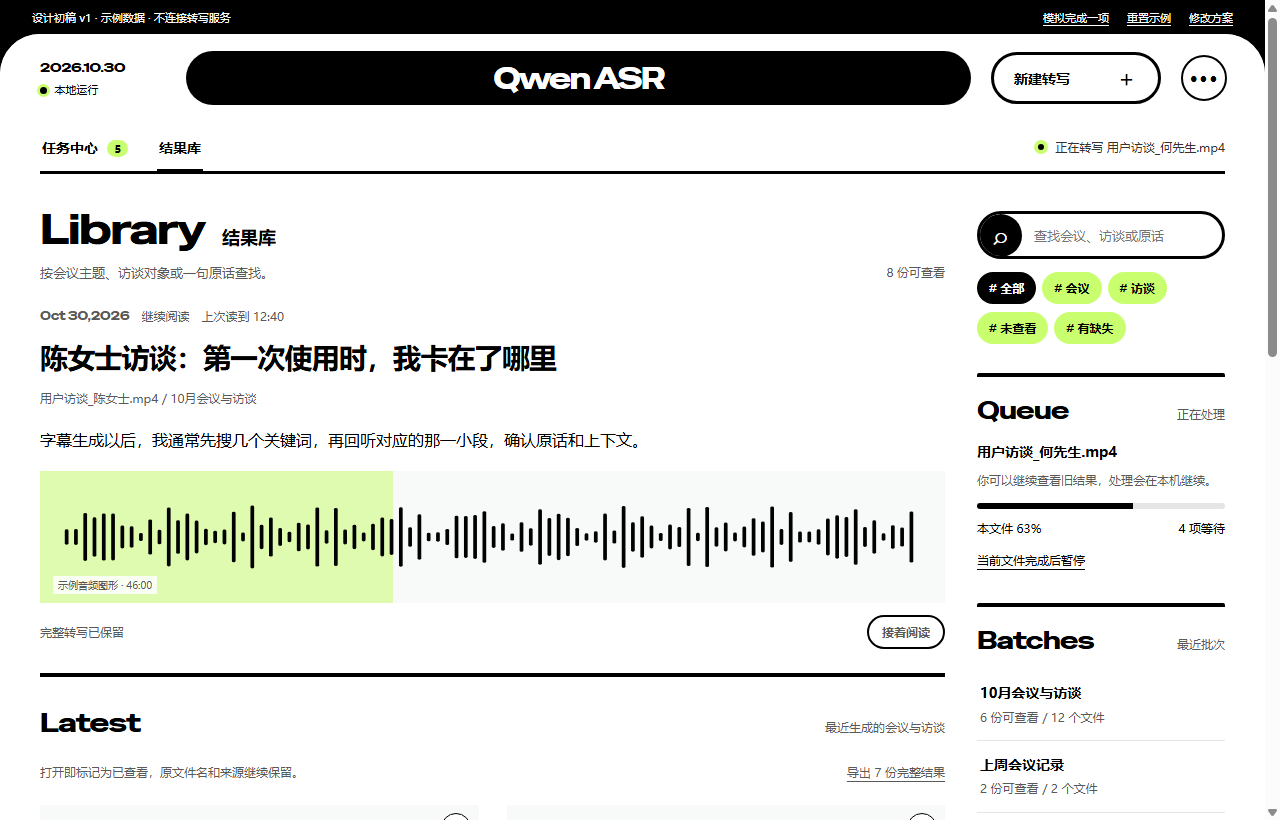 设计初稿 v1 · 示例数据 · 不连接转写服务
模拟完成一项 重置示例 修改方案
2026.10.30
本地运行
Qwen ASR
新建转写 +
任务中心 5 结果库
正在转写 用户访谈_何先生.mp4
Library 结果库
按会议主题、访谈对象或一句原话查找。
8 份可查看
Oct 30,2026 继续阅读 上次读到 12:40
陈女士访谈：第一次使用时，我卡在了哪里
用户访谈_陈女士.mp4 / 10月会议与访谈
字幕生成以后，我通常先搜几个关键词，再回听对应的那一小段，确认原话和上下文。
示例音频图形 · 46:00
完整转写已保留
接着阅读
Latest
最近生成的会议与访谈
打开即标记为已查看，原文件名和来源继续保留。
导出 7 份完整结果
查找会议、访谈或原话
# 全部 # 会议 # 访谈
# 未查看 # 有缺失
Queue 正在处理
用户访谈_何先生.mp4
你可以继续查看旧结果，处理会在本机继续。
本文件 63% 4 项等待
当前文件完成后暂停
Batches 最近批次
10月会议与访谈
6 份可查看 / 12 个文件
上周会议记录
2 份可查看 / 2 个文件